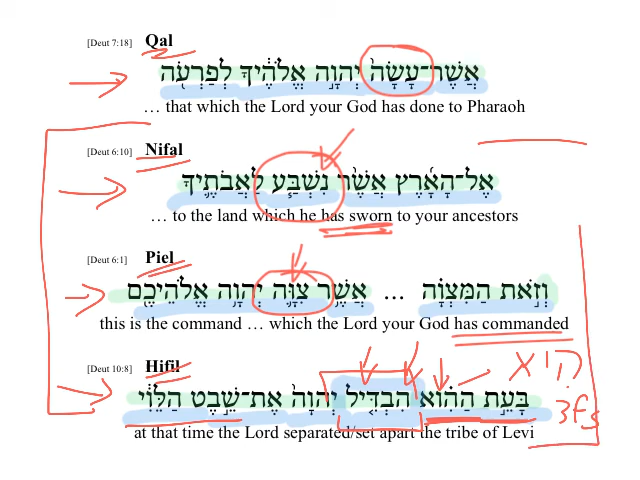 [Deut 7:18] Qal
אֲשֶׁר־עָשָׂה֙ יְהוָ֣ה אֱלֹהֶ֔יךָ לְפַרְעֹ֖ה
… that which the Lord your God has done to Pharaoh
[Deut 6:10] Nifal
אֶל־הָאָ֜רֶץ אֲשֶׁ֨ר נִשְׁבַּ֧ע לַאֲבֹתֶ֛יךָ
… to the land which he has sworn to your ancestors
[Deut 6:1] Piel
וְזֹ֣את הַמִּצְוָ֗ה … אֲשֶׁ֥ר צִוָּ֛ה יְהוָ֥ה אֱלֹהֵיכֶ֖ם
this is the command … which the Lord your God has commanded
[Deut 10:8] Hifil
הִוא
בָּעֵ֣ת הַהִ֗וא הִבְדִּ֤יל יְהוָה֙ אֶת־שֵׁ֣בֶט הַלֵּוִ֔י
3fs
at that time the Lord separated/set apart the tribe of Levi